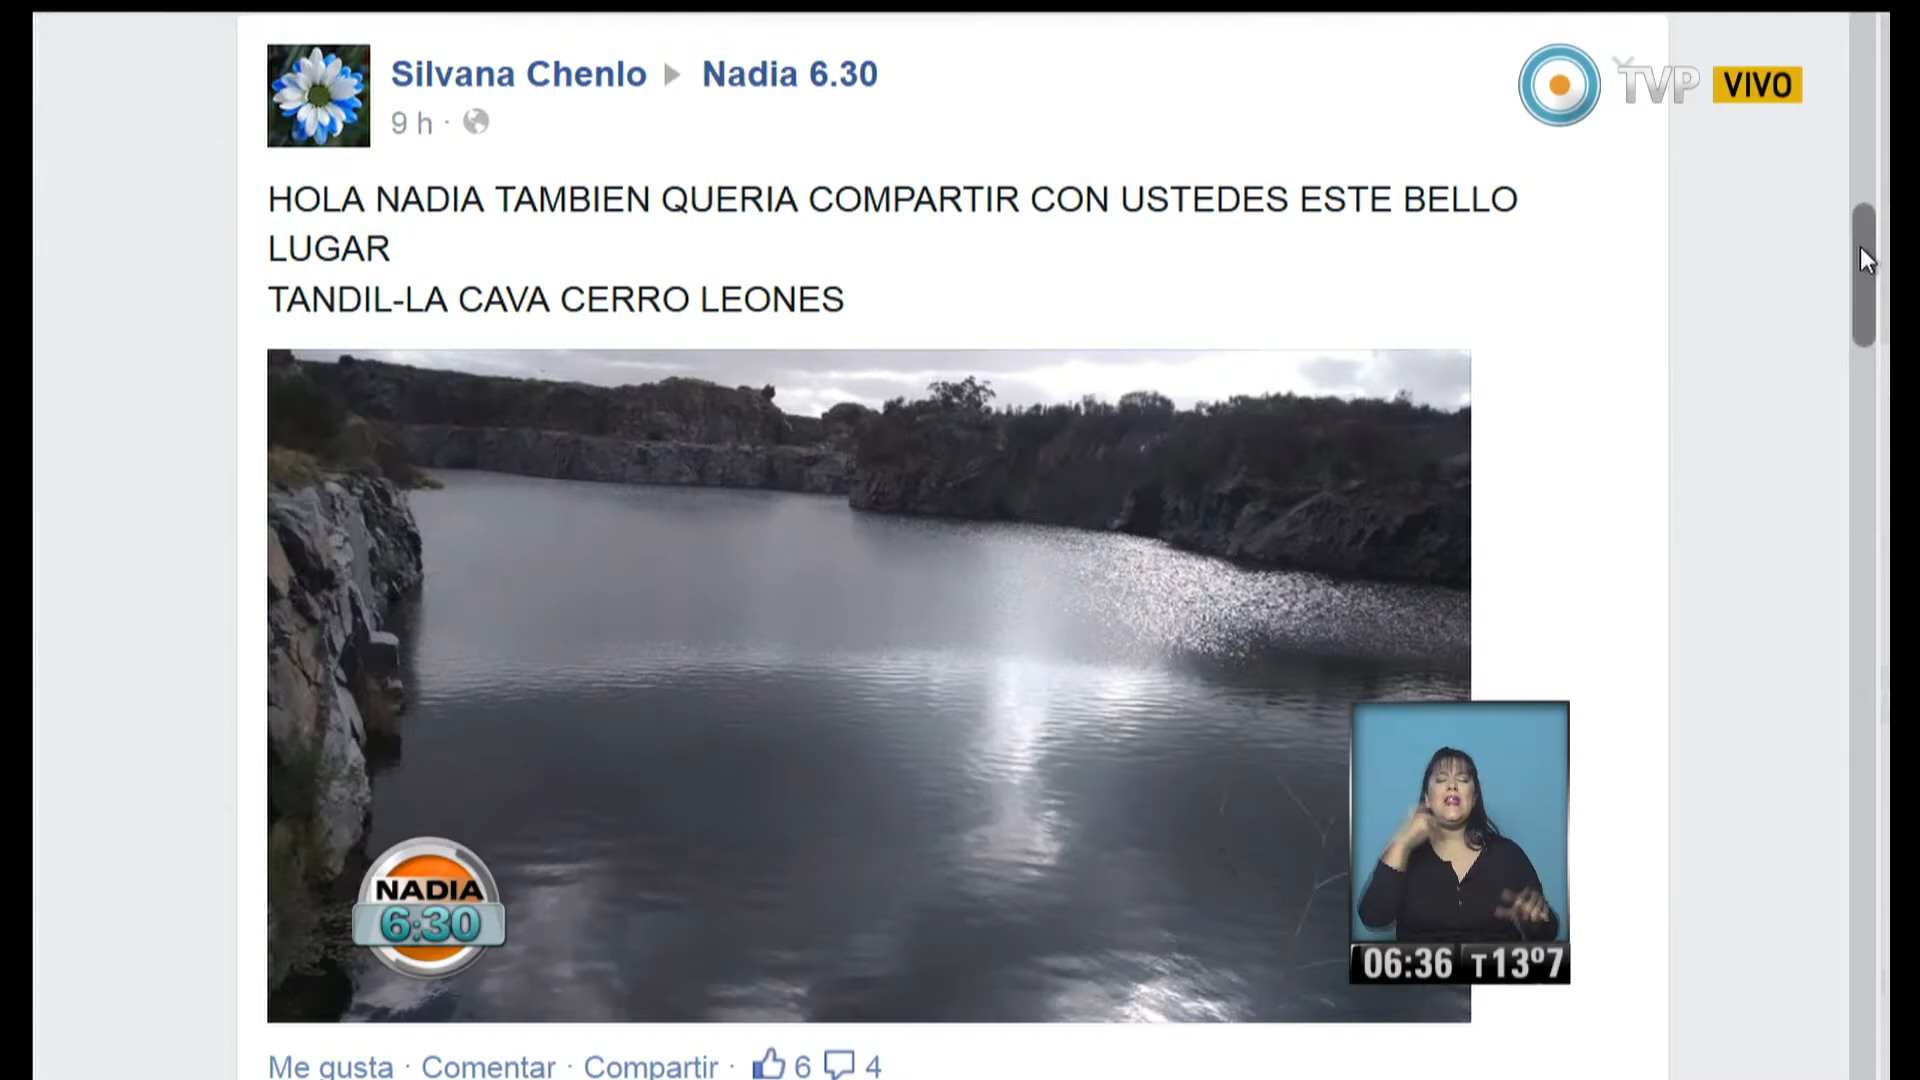 Silvana Chenlo Nadia 6.30
9 h ·
TVP VIVO
HOLA NADIA TAMBIEN QUERIA COMPARTIR CON USTEDES ESTE BELLO
LUGAR
TANDIL-LA CAVA CERRO LEONES
NADIA
6:30
06:36 T13º7
Me gusta · Comentar · Compartir · 6 4